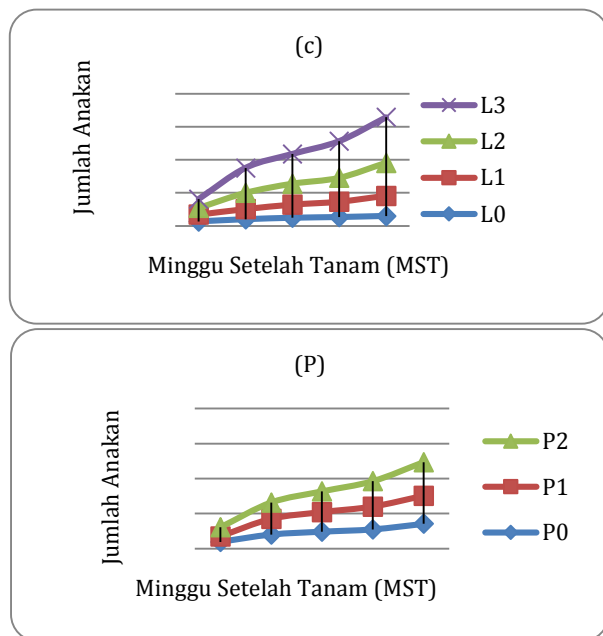 (c)
Jumlah Anakan
L3
L2
L1
L0
Minggu Setelah Tanam (MST)
(P)
Jumlah Anakan
P2
P1
P0
Minggu Setelah Tanam (MST)